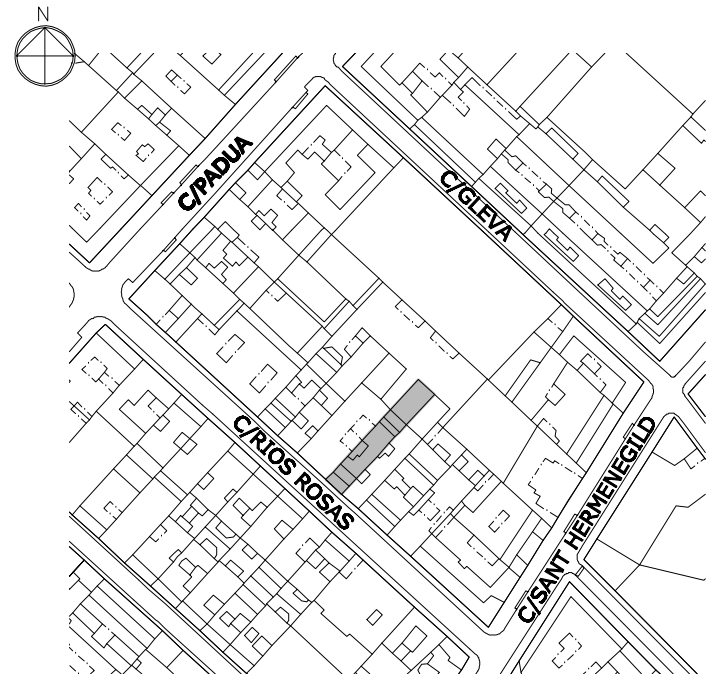 N
C/PADUA
C/GLEVA
C/RIOS ROSAS
C/SANT HERMENEGILD